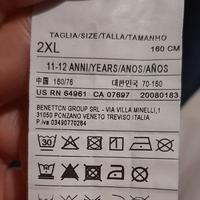 TAGLIA/SIZE/TALLA/TAMANHO
2XL 160 CM
11-12 ANNI/YEARS/ANOS/AÑOS
中国 160/76 대한민국 70-160
US RN 64961 CA 07697 20080183
BENETTON GROUP SRL - VIA VILLA MINELLI,1
31050 PONZANO VENETO TREVISO ITALIA
P.iva 03490770264
30